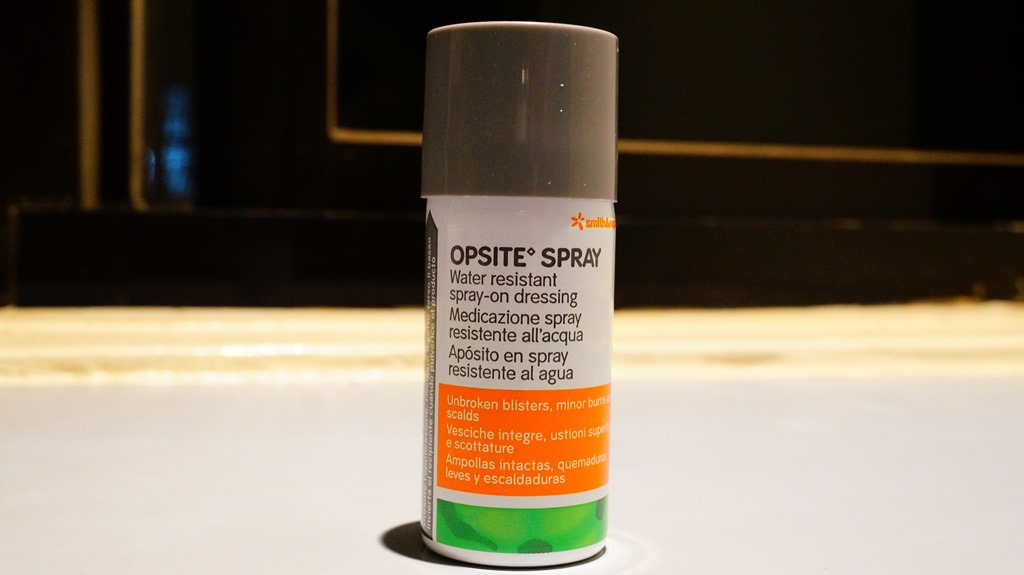 smith&
OPSITE◊ SPRAY
Water resistant
spray-on dressing
Medicazione spray
resistente all'acqua
Apósito en spray
resistente al agua
Unbroken blisters, minor burns
scalds
Vesciche integre, ustioni
e scottature
Ampollas intactas, quemaduras
leves y escaldaduras